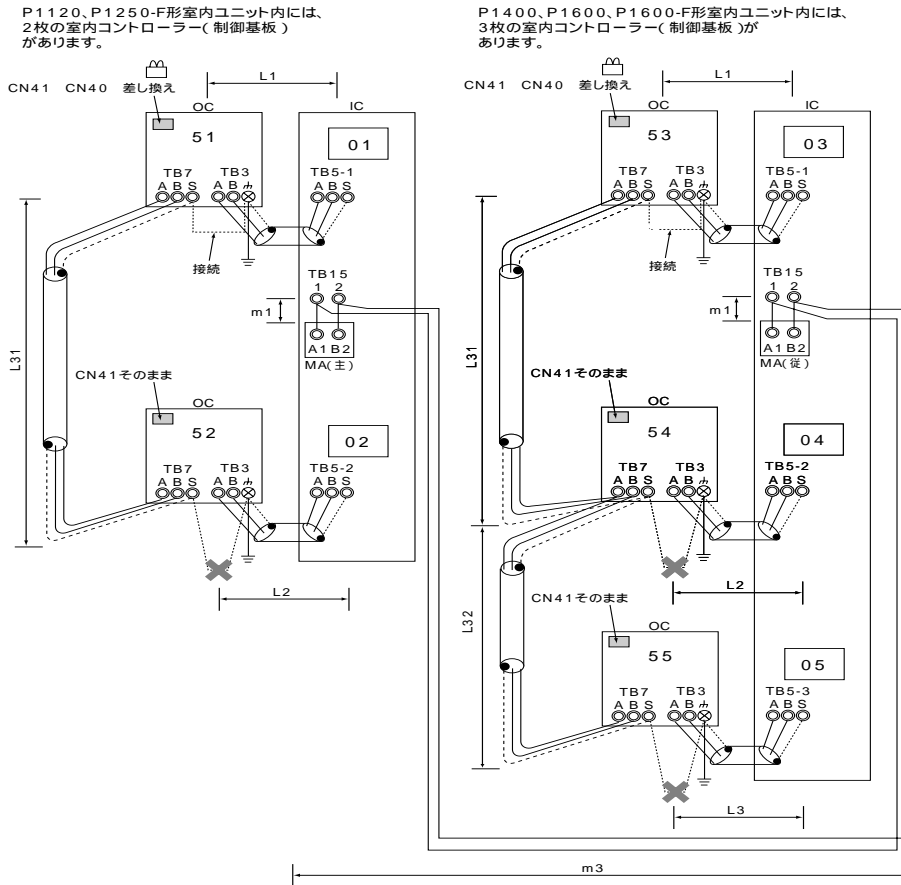 P1120、P1250-F形室内ユニット内には、
2枚の室内コントローラー(制御基板)
があります。
CN41 CN40 差し換え
L1
OC
IC
51
01
TB7 TB3
A B S A B
TB5-1
A B S
接続
L31
TB15
1 2
m1
A1 B2
MA(主)
CN41そのまま
OC
52
02
TB7 TB3
A B S A B
TB5-2
A B S
L2
P1400、P1600、P1600-F形室内ユニット内には、
3枚の室内コントローラー(制御基板)が
あります。
CN41 CN40 差し換え
L1
OC
IC
53
03
TB7 TB3
A B S A B
TB5-1
A B S
接続
L31
TB15
1 2
m1
A1 B2
MA(従)
CN41そのまま
OC
54
04
TB7 TB3
A B S A B
TB5-2
A B S
L2
L32
CN41そのまま
OC
55
05
TB7 TB3
A B S A B
TB5-3
A B S
L3
m3